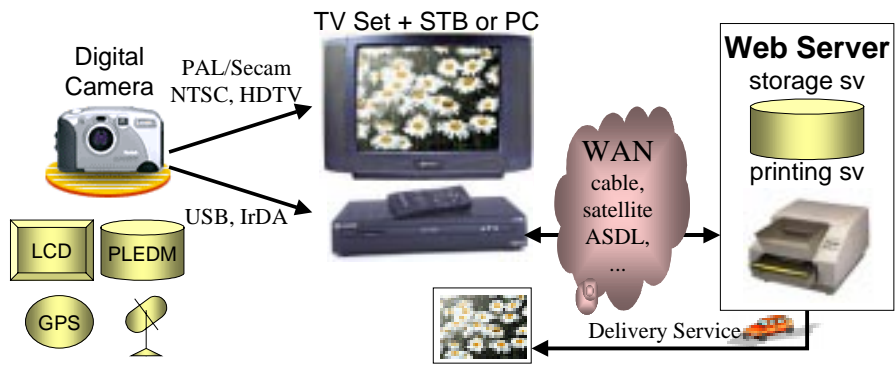 TV Set + STB or PC
Digital
Camera
PAL/Secam
NTSC, HDTV
USB, IrDA
LCD
PLEDM
GPS
WAN
cable,
satellite
ASDL,
...
Web Server
storage sv
printing sv
Delivery Service